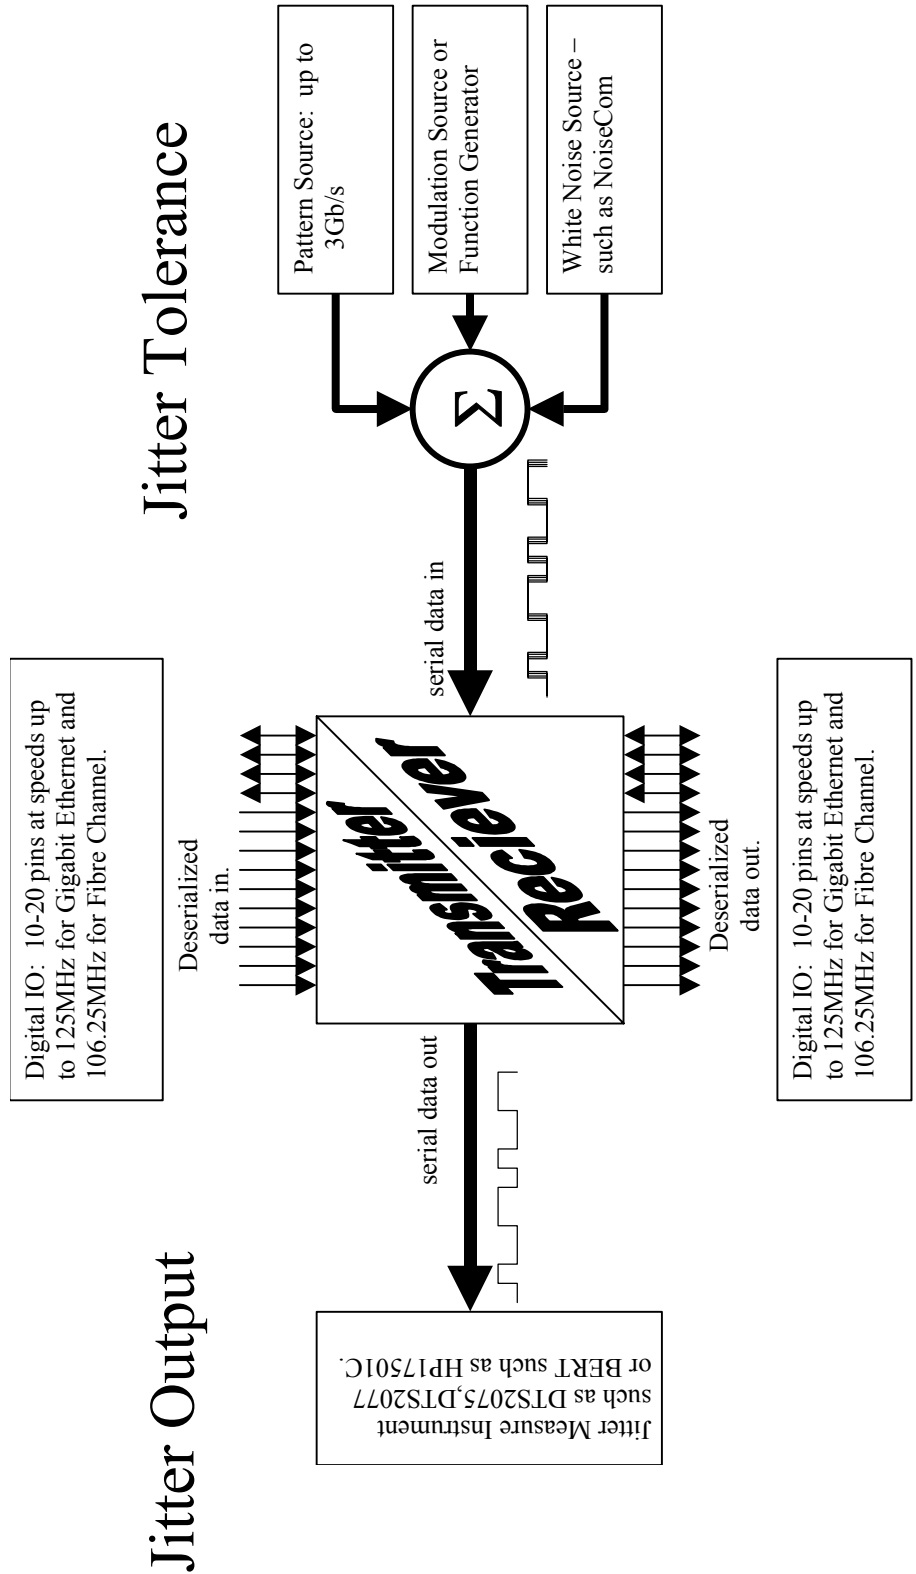 Jitter Output
Jitter Tolerance
Digital IO: 10-20 pins at speeds up
to 125MHz for Gigabit Ethernet and
106.25MHz for Fibre Channel.
Deserialized
data in.
Jitter Measure Instrument
such as DTS2075,DTS2077
or BERT such as HP17501C.
serial data out
Transmitter
Reciever
serial data in
Σ
Pattern Source: up to
3Gb/s
Modulation Source or
Function Generator
White Noise Source –
such as NoiseCom
Deserialized
data out.
Digital IO: 10-20 pins at speeds up
to 125MHz for Gigabit Ethernet and
106.25MHz for Fibre Channel.